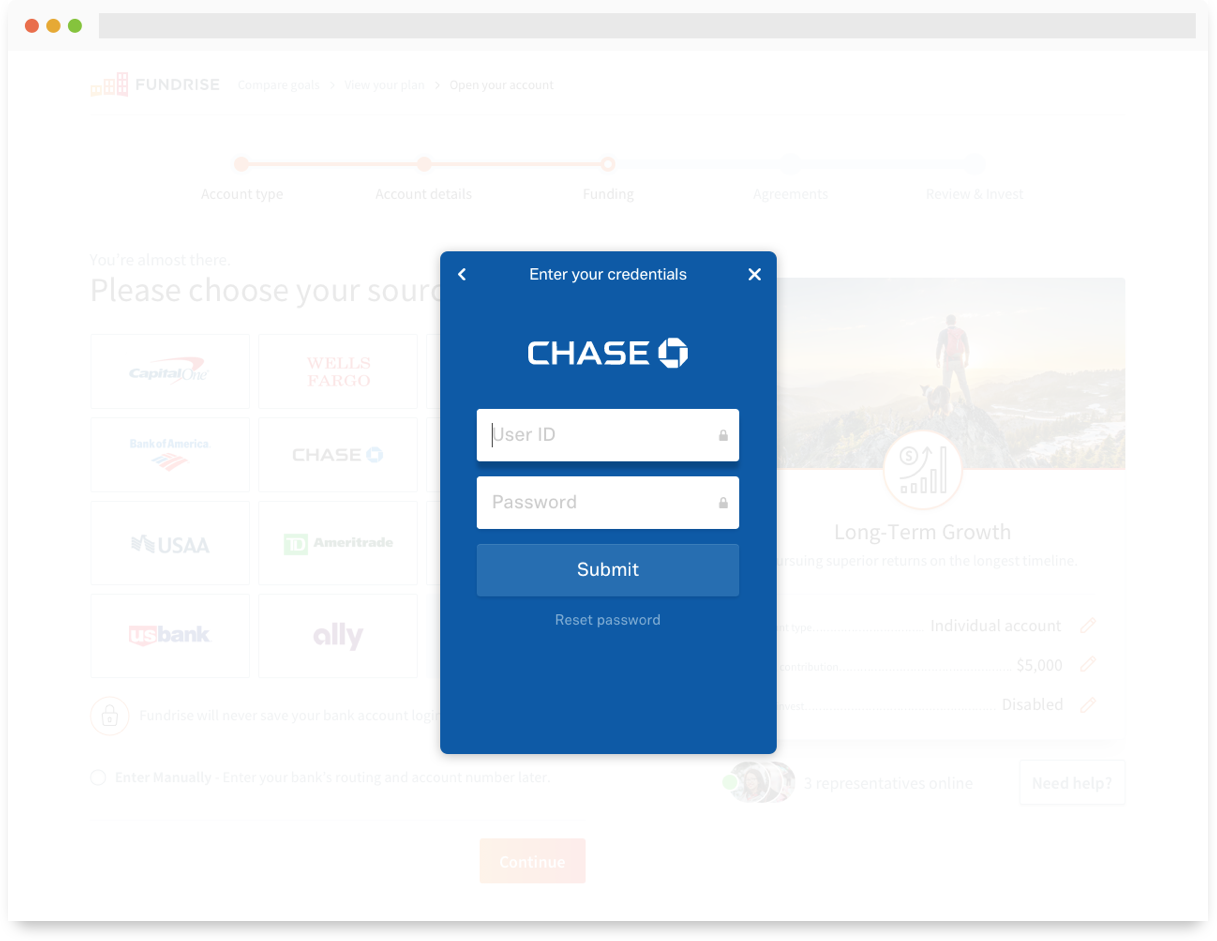 FUNDRISE Compare goals > View your plan > Open your account
Account type Account details Funding Agreements Review & Invest
You're almost there.
Please choose your
Capital One
WELLS
FARGO
Bank of America
CHASE
USAA
TD Ameritrade
usbank
ally
Fundrise will never save your bank account
Enter Manually - Enter your bank's routing and account number later.
Continue
Enter your credentials
CHASE
User ID
Password
Submit
Reset password
$
Long-Term Growth
superior returns on the longest timeline.
type Individual account
contribution $5,000
Disabled
3 representatives online
Need help?